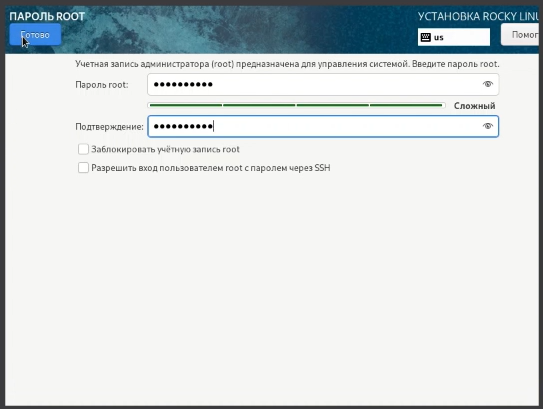 ПАРОЛЬ ROOT
УСТАНОВКА ROCKY LINU
Готово
us
Помог
Учетная запись администратора (root) предназначена для управления системой. Введите пароль root.
Пароль root: ●●●●●●●●●●
Сложный
Подтверждение: ●●●●●●●●●●
Заблокировать учётную запись root
Разрешить вход пользователем root с паролем через SSH